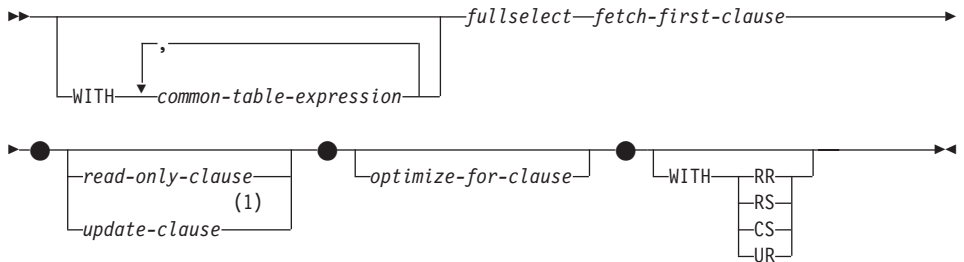 fullselect fetch-first-clause
,
WITH common-table-expression
read-only-clause
(1)
update-clause
optimize-for-clause
WITH RR
RS
CS
UR